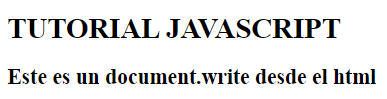 TUTORIAL JAVASCRIPT
Este es un document.write desde el html